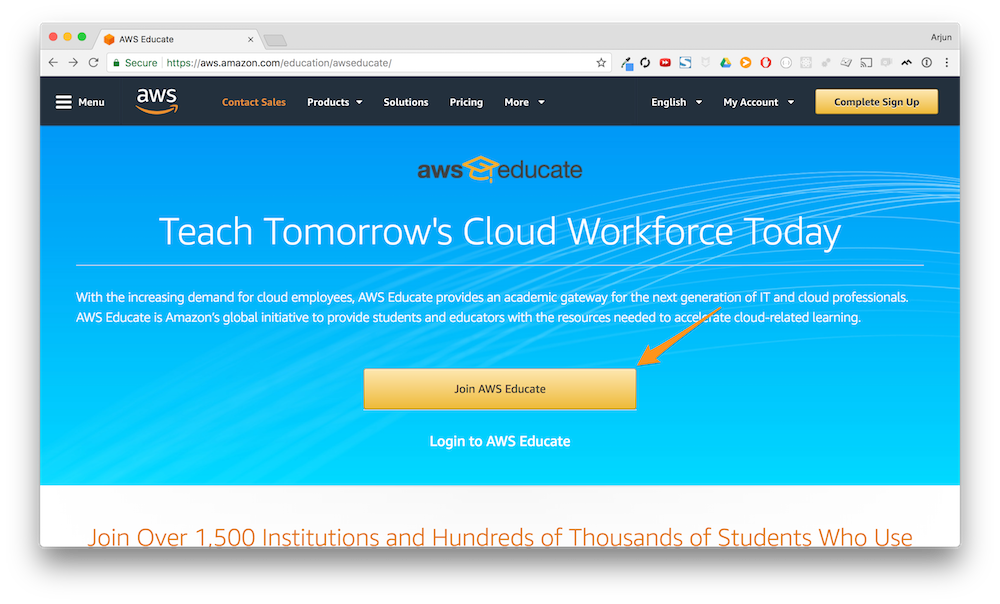 AWS Educate
Arjun
Secure https://aws.amazon.com/education/awseducate/
Menu aws Contact Sales Products Solutions Pricing More English My Account Complete Sign Up
aws educate
Teach Tomorrow's Cloud Workforce Today
With the increasing demand for cloud employees, AWS Educate provides an academic gateway for the next generation of IT and cloud professionals.
AWS Educate is Amazon's global initiative to provide students and educators with the resources needed to accelerate cloud-related learning.
Join AWS Educate
Login to AWS Educate
Join Over 1,500 Institutions and Hundreds of Thousands of Students Who Use